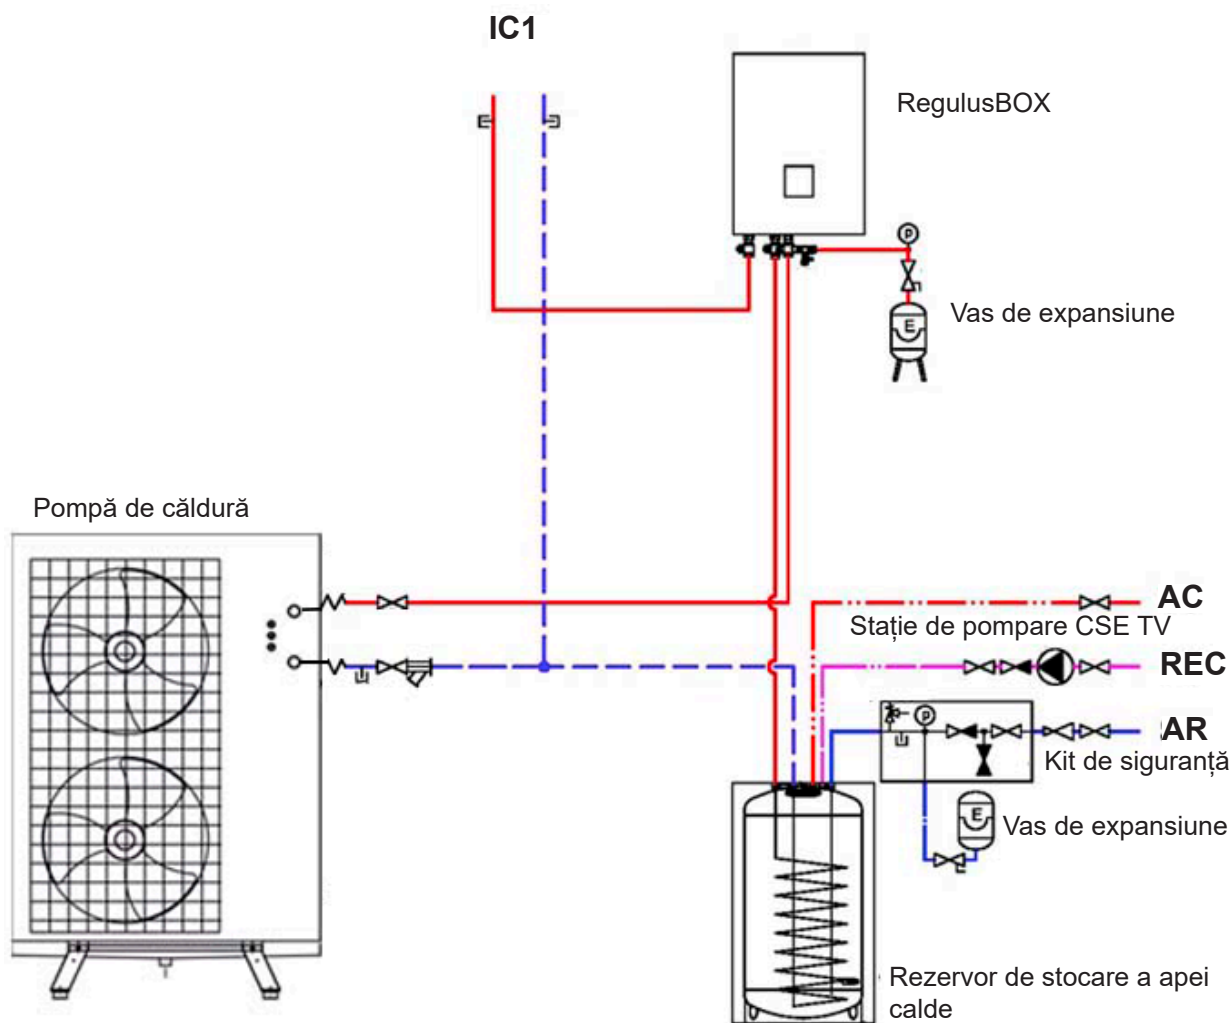 IC1
RegulusBOX
P
Vas de expansiune
E
Pompă de căldură
AC
Stație de pompare CSE TV
REC
P
AR
Kit de siguranță
E
Vas de expansiune
Rezervor de stocare a apei
calde